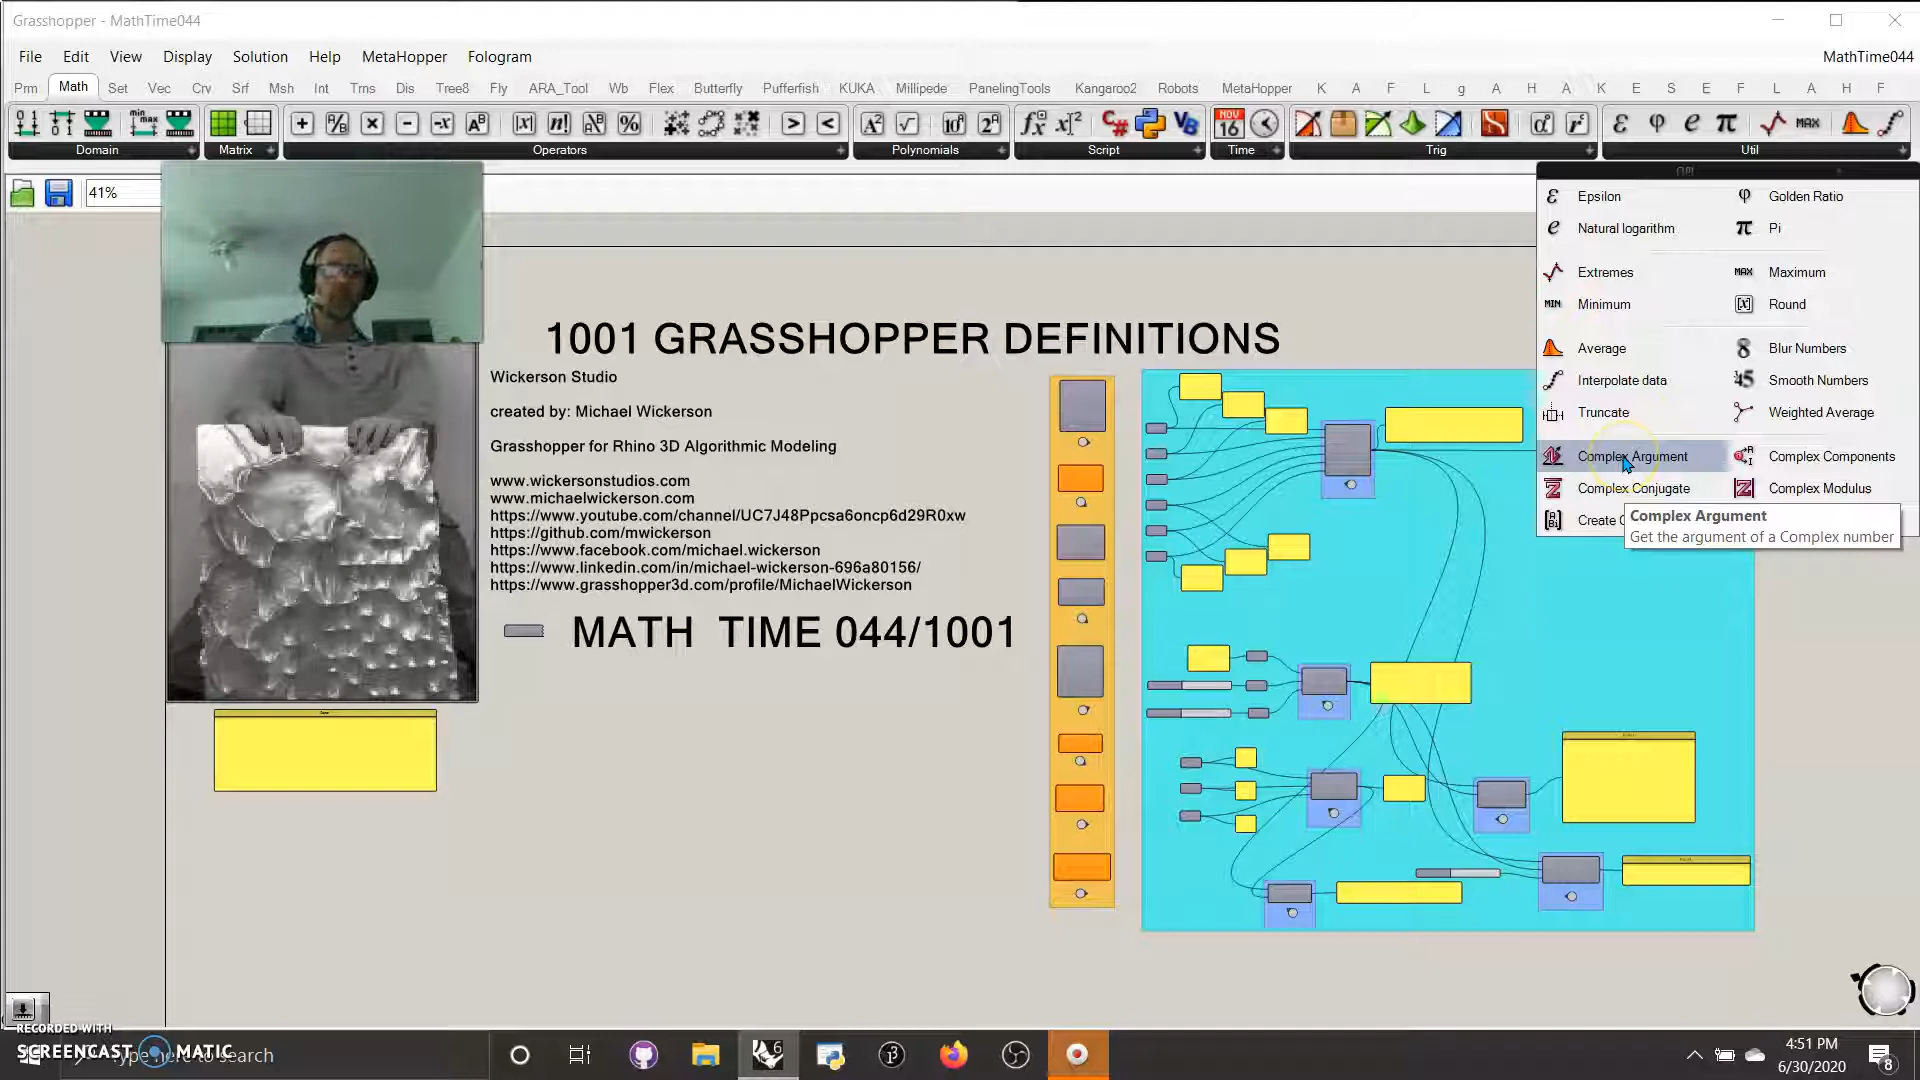 Grasshopper - MathTime044
File Edit View Display Solution Help MetaHopper Fologram MathTime044
Prm Math Set Vec Crv Srf Msh Int Trns Dis Tree8 Fly ARA_Tool Wb Flex Butterfly Pufferfish KUKA Millipede PanelingTools Kangaroo2 Robots MetaHopper K A F L g A H A K E S E F L A H F
Domain Matrix Operators Polynomials Script Time Trig Util
41%
Epsilon Golden Ratio
Natural logarithm Pi
Extremes Maximum
Minimum Round
Average Blur Numbers
Interpolate data Smooth Numbers
Truncate Weighted Average
Complex Argument Complex Components
Complex Conjugate Complex Modulus
Create C
Complex Argument
Get the argument of a Complex number
1001 GRASSHOPPER DEFINITIONS
Wickerson Studio
created by: Michael Wickerson
Grasshopper for Rhino 3D Algorithmic Modeling
www.wickersonstudios.com
www.michaelwickerson.com
https://www.youtube.com/channel/UC7J48Ppcsa6oncp6d29R0xw
https://github.com/mwickerson
https://www.facebook.com/michael.wickerson
https://www.linkedin.com/in/michael-wickerson-696a80156/
https://www.grasshopper3d.com/profile/MichaelWickerson
MATH TIME 044/1001
RECORDED WITH
SCREENCAST MATIC
Type here to search
4:51 PM
6/30/2020
8